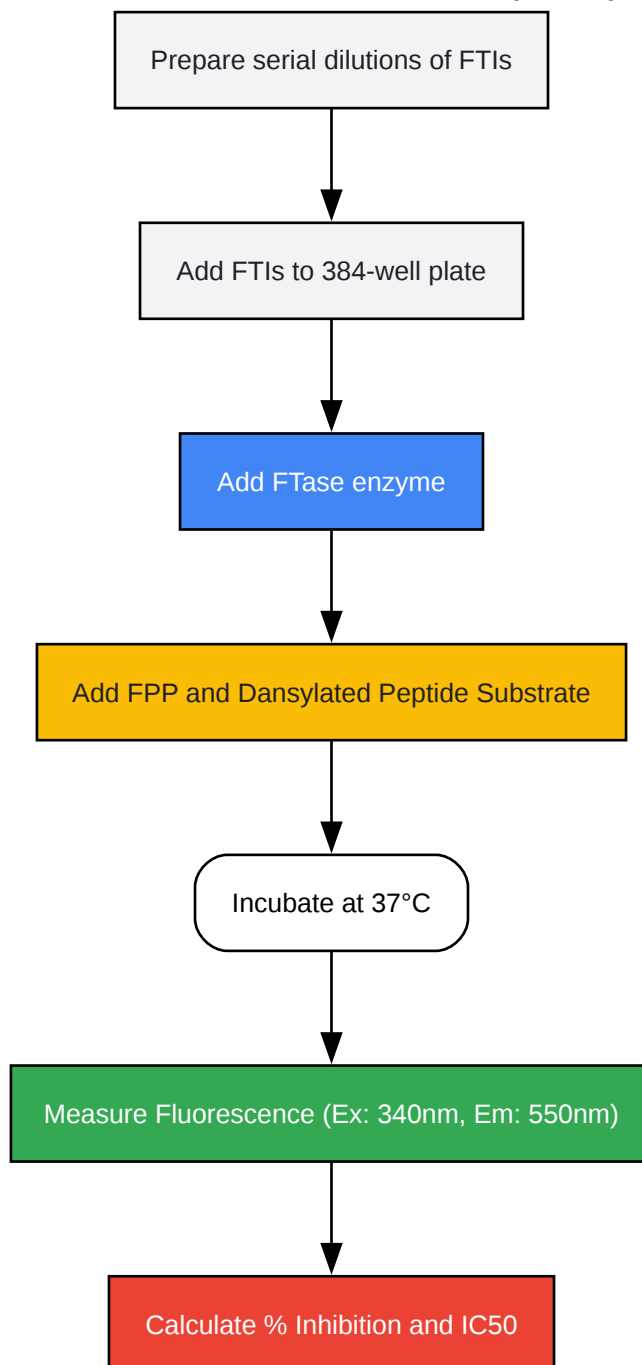 Prepare serial dilutions of FTIs
Add FTIs to 384-well plate
Add FTase enzyme
Add FPP and Dansylated Peptide Substrate
Incubate at 37°C
Measure Fluorescence (Ex: 340nm, Em: 550nm)
Calculate % Inhibition and IC50